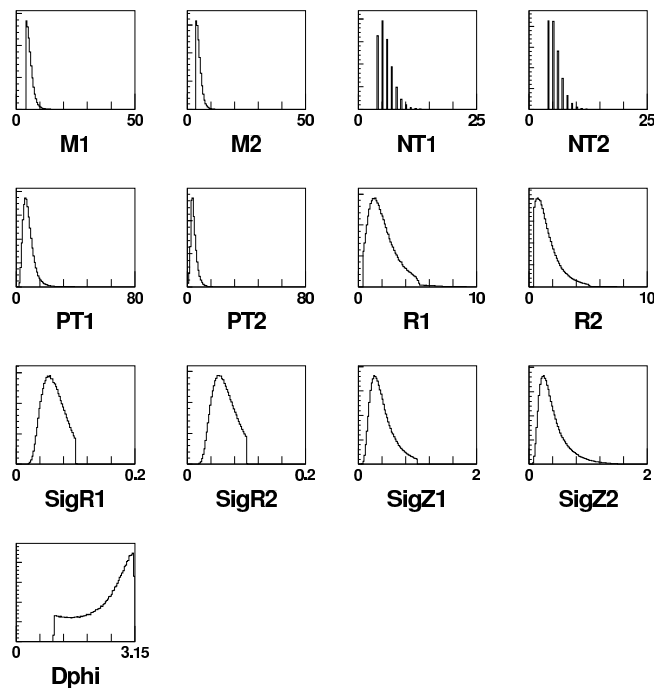 0 50 0 50 0 25 0 25
M1 M2 NT1 NT2
0 80 0 80 0 10 0 10
PT1 PT2 R1 R2
0 0.2 0 0.2 0 2 0 2
SigR1 SigR2 SigZ1 SigZ2
0 3.15
Dphi